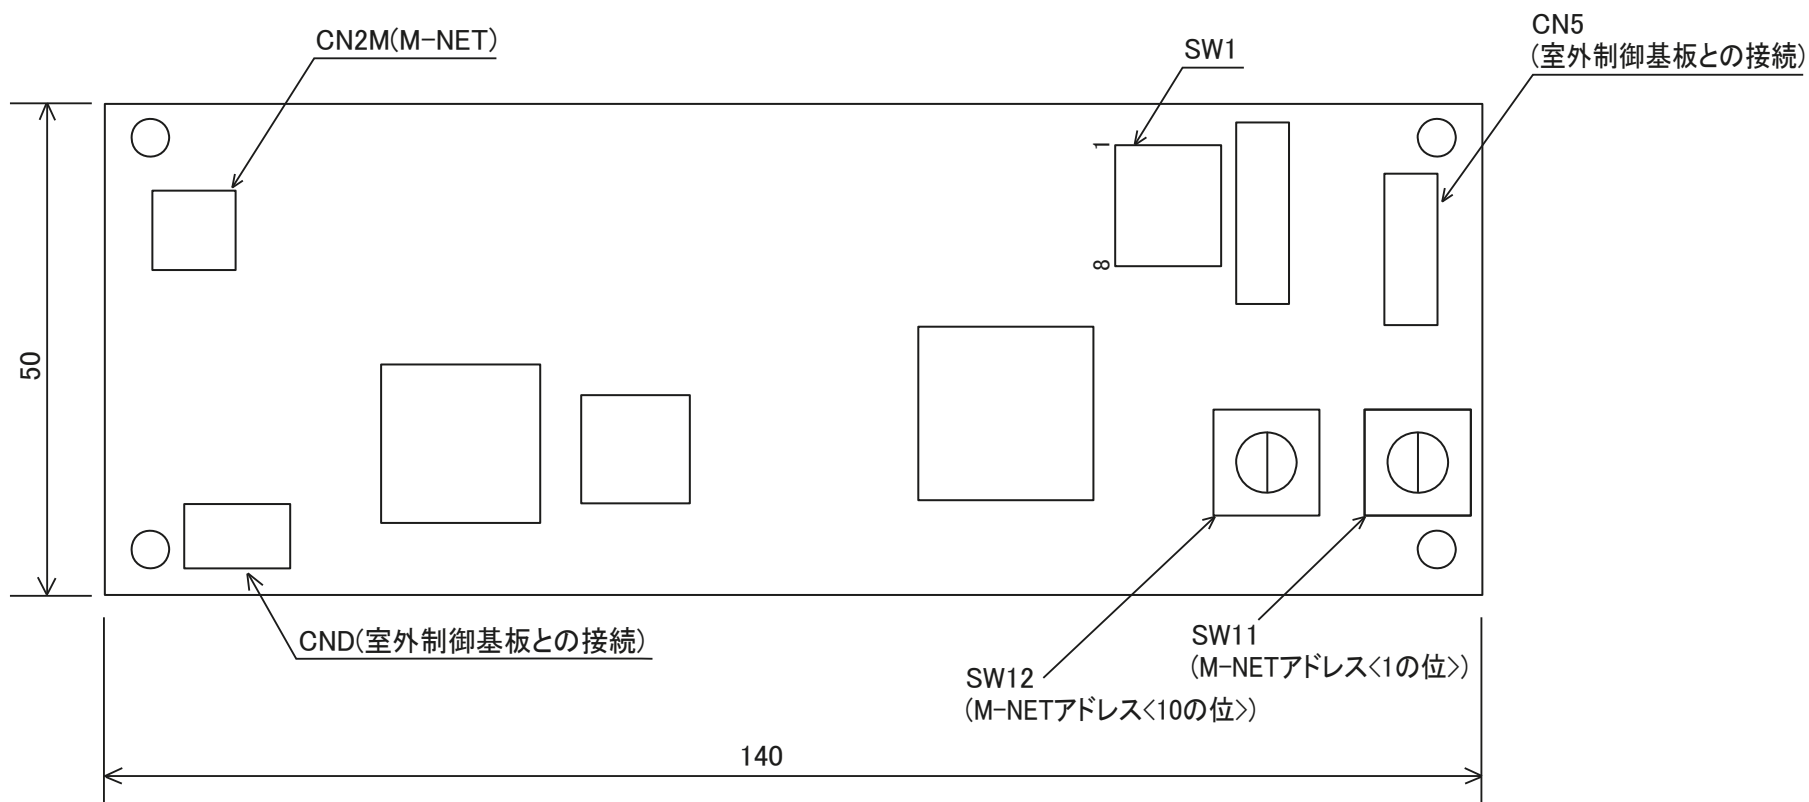 CN2M(M-NET)
SW1
CN5
(室外制御基板との接続)
1
8
50
CND(室外制御基板との接続)
SW11
(M-NETアドレス<1の位>)
SW12
(M-NETアドレス<10の位>)
140